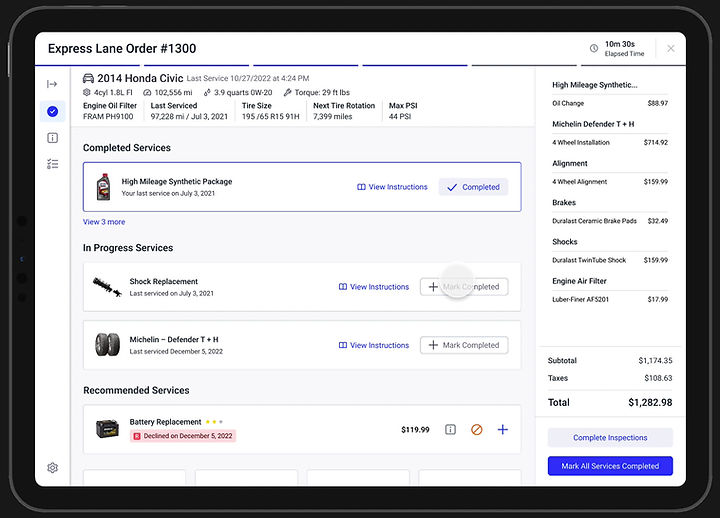 Express Lane Order #1300
10m 30s
Elapsed Time
2014 Honda Civic Last Service 10/27/2022 at 4:24 PM
4cyl 1.8L FI 102,556 mi 3.9 quarts 0W-20 Torque: 29 ft lbs
Engine Oil Filter Last Serviced Tire Size Next Tire Rotation Max PSI
FRAM PH9100 97,228 mi / Jul 3, 2021 195 /65 R15 91H 7,399 miles 44 PSI
Completed Services
High Mileage Synthetic Package
Your last service on July 3, 2021
View Instructions
Completed
View 3 more
In Progress Services
Shock Replacement
Last serviced on July 3, 2021
View Instructions
Mark Completed
Michelin – Defender T + H
Last serviced December 5, 2022
View Instructions
Mark Completed
Recommended Services
Battery Replacement
R Declined on December 5, 2022
$119.99
High Mileage Synthetic...
Oil Change $88.97
Michelin Defender T + H
4 Wheel Installation $714.92
Alignment
4 Wheel Alignment $159.99
Brakes
Duralast Ceramic Brake Pads $32.49
Shocks
Duralast TwinTube Shock $159.99
Engine Air Filter
Luber-Finer AF5201 $17.99
Subtotal $1,174.35
Taxes $108.63
Total $1,282.98
Complete Inspections
Mark All Services Completed